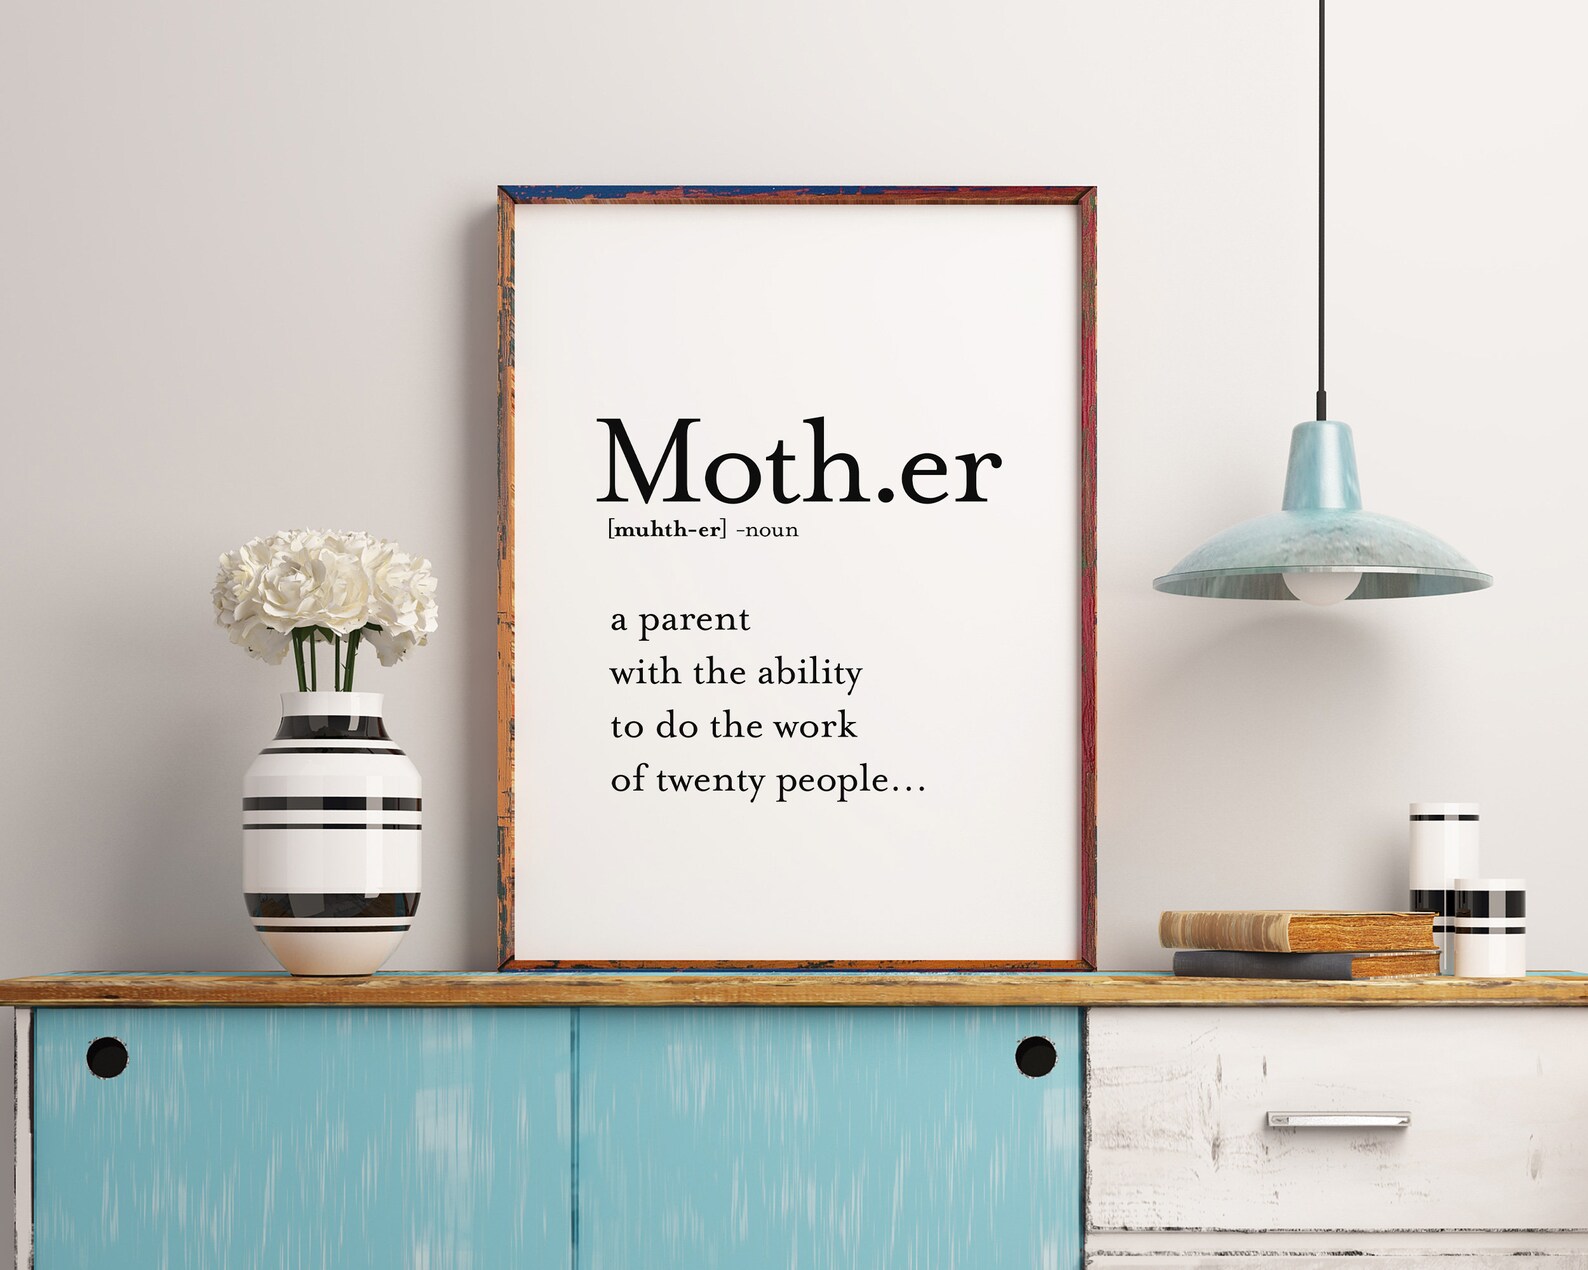 Moth.er
[muhth-er] -noun
a parent
with the ability
to do the work
of twenty people...